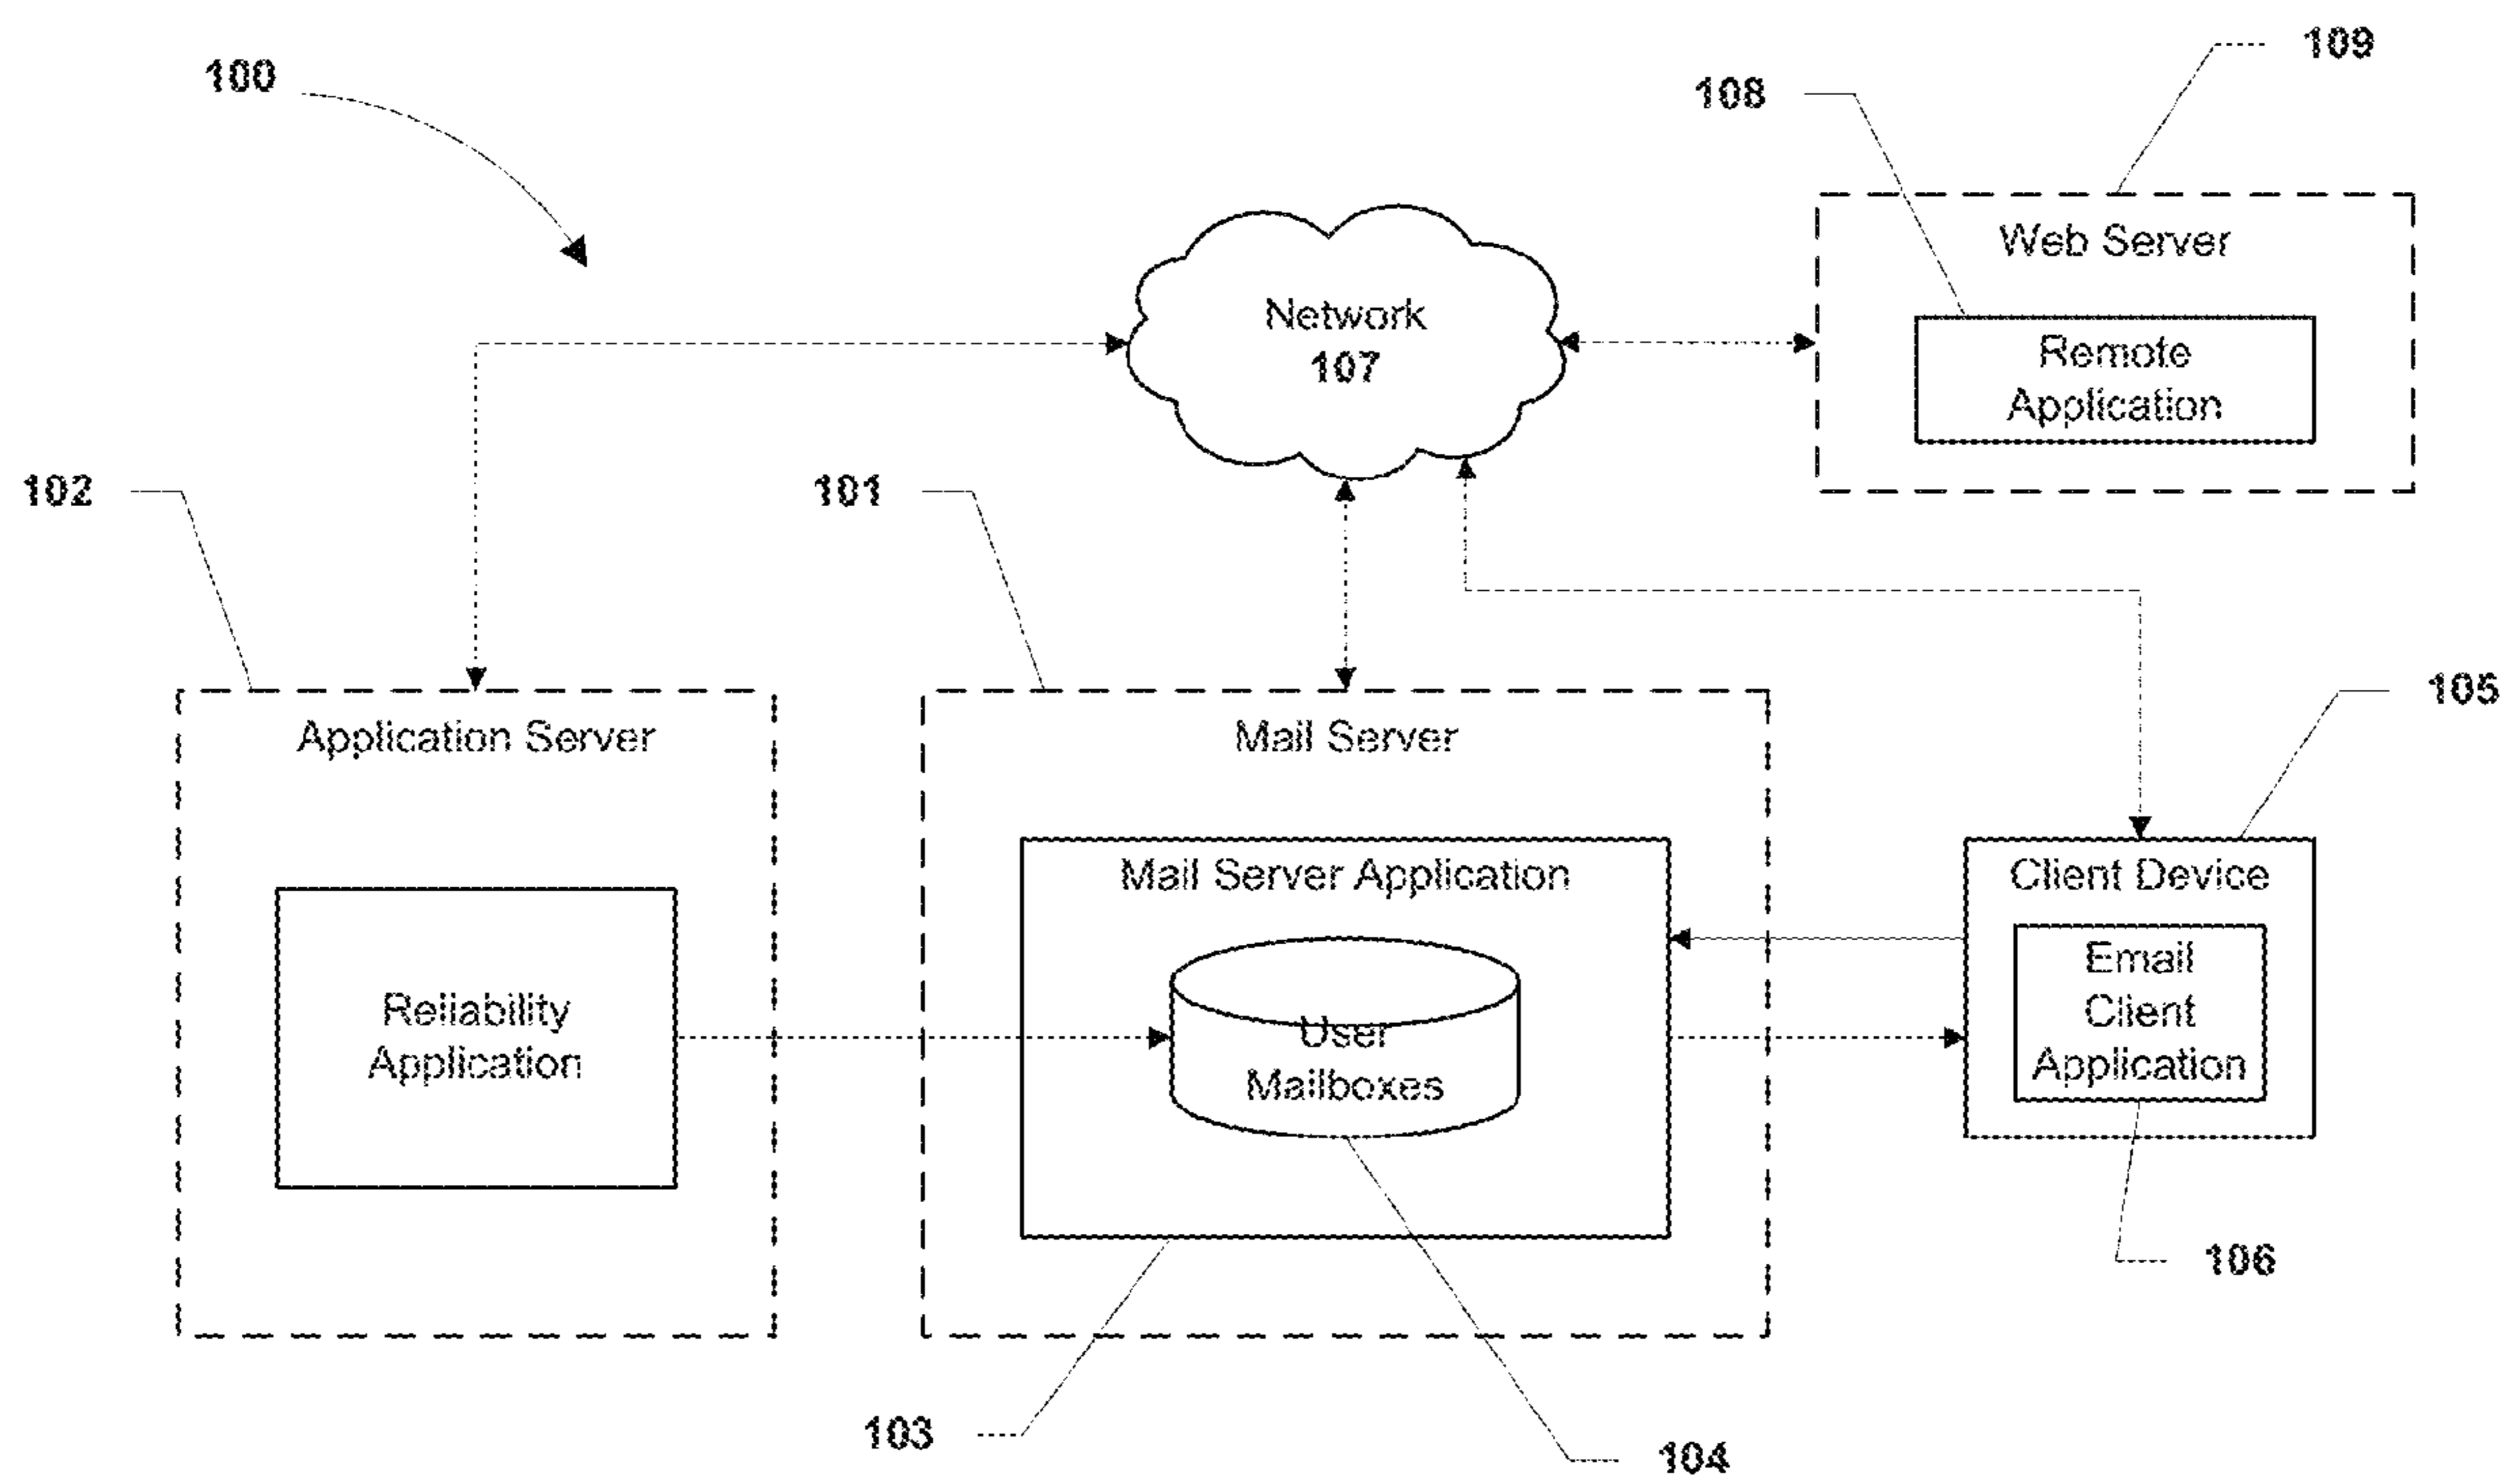 109
100
108
Web Server
Network
107
Remote
Application
102
101
105
Application Server
Mail Server
Mail Server Application
Client Device
Email
Client
Application
Reliability
Application
User
Mailboxes
106
103
104